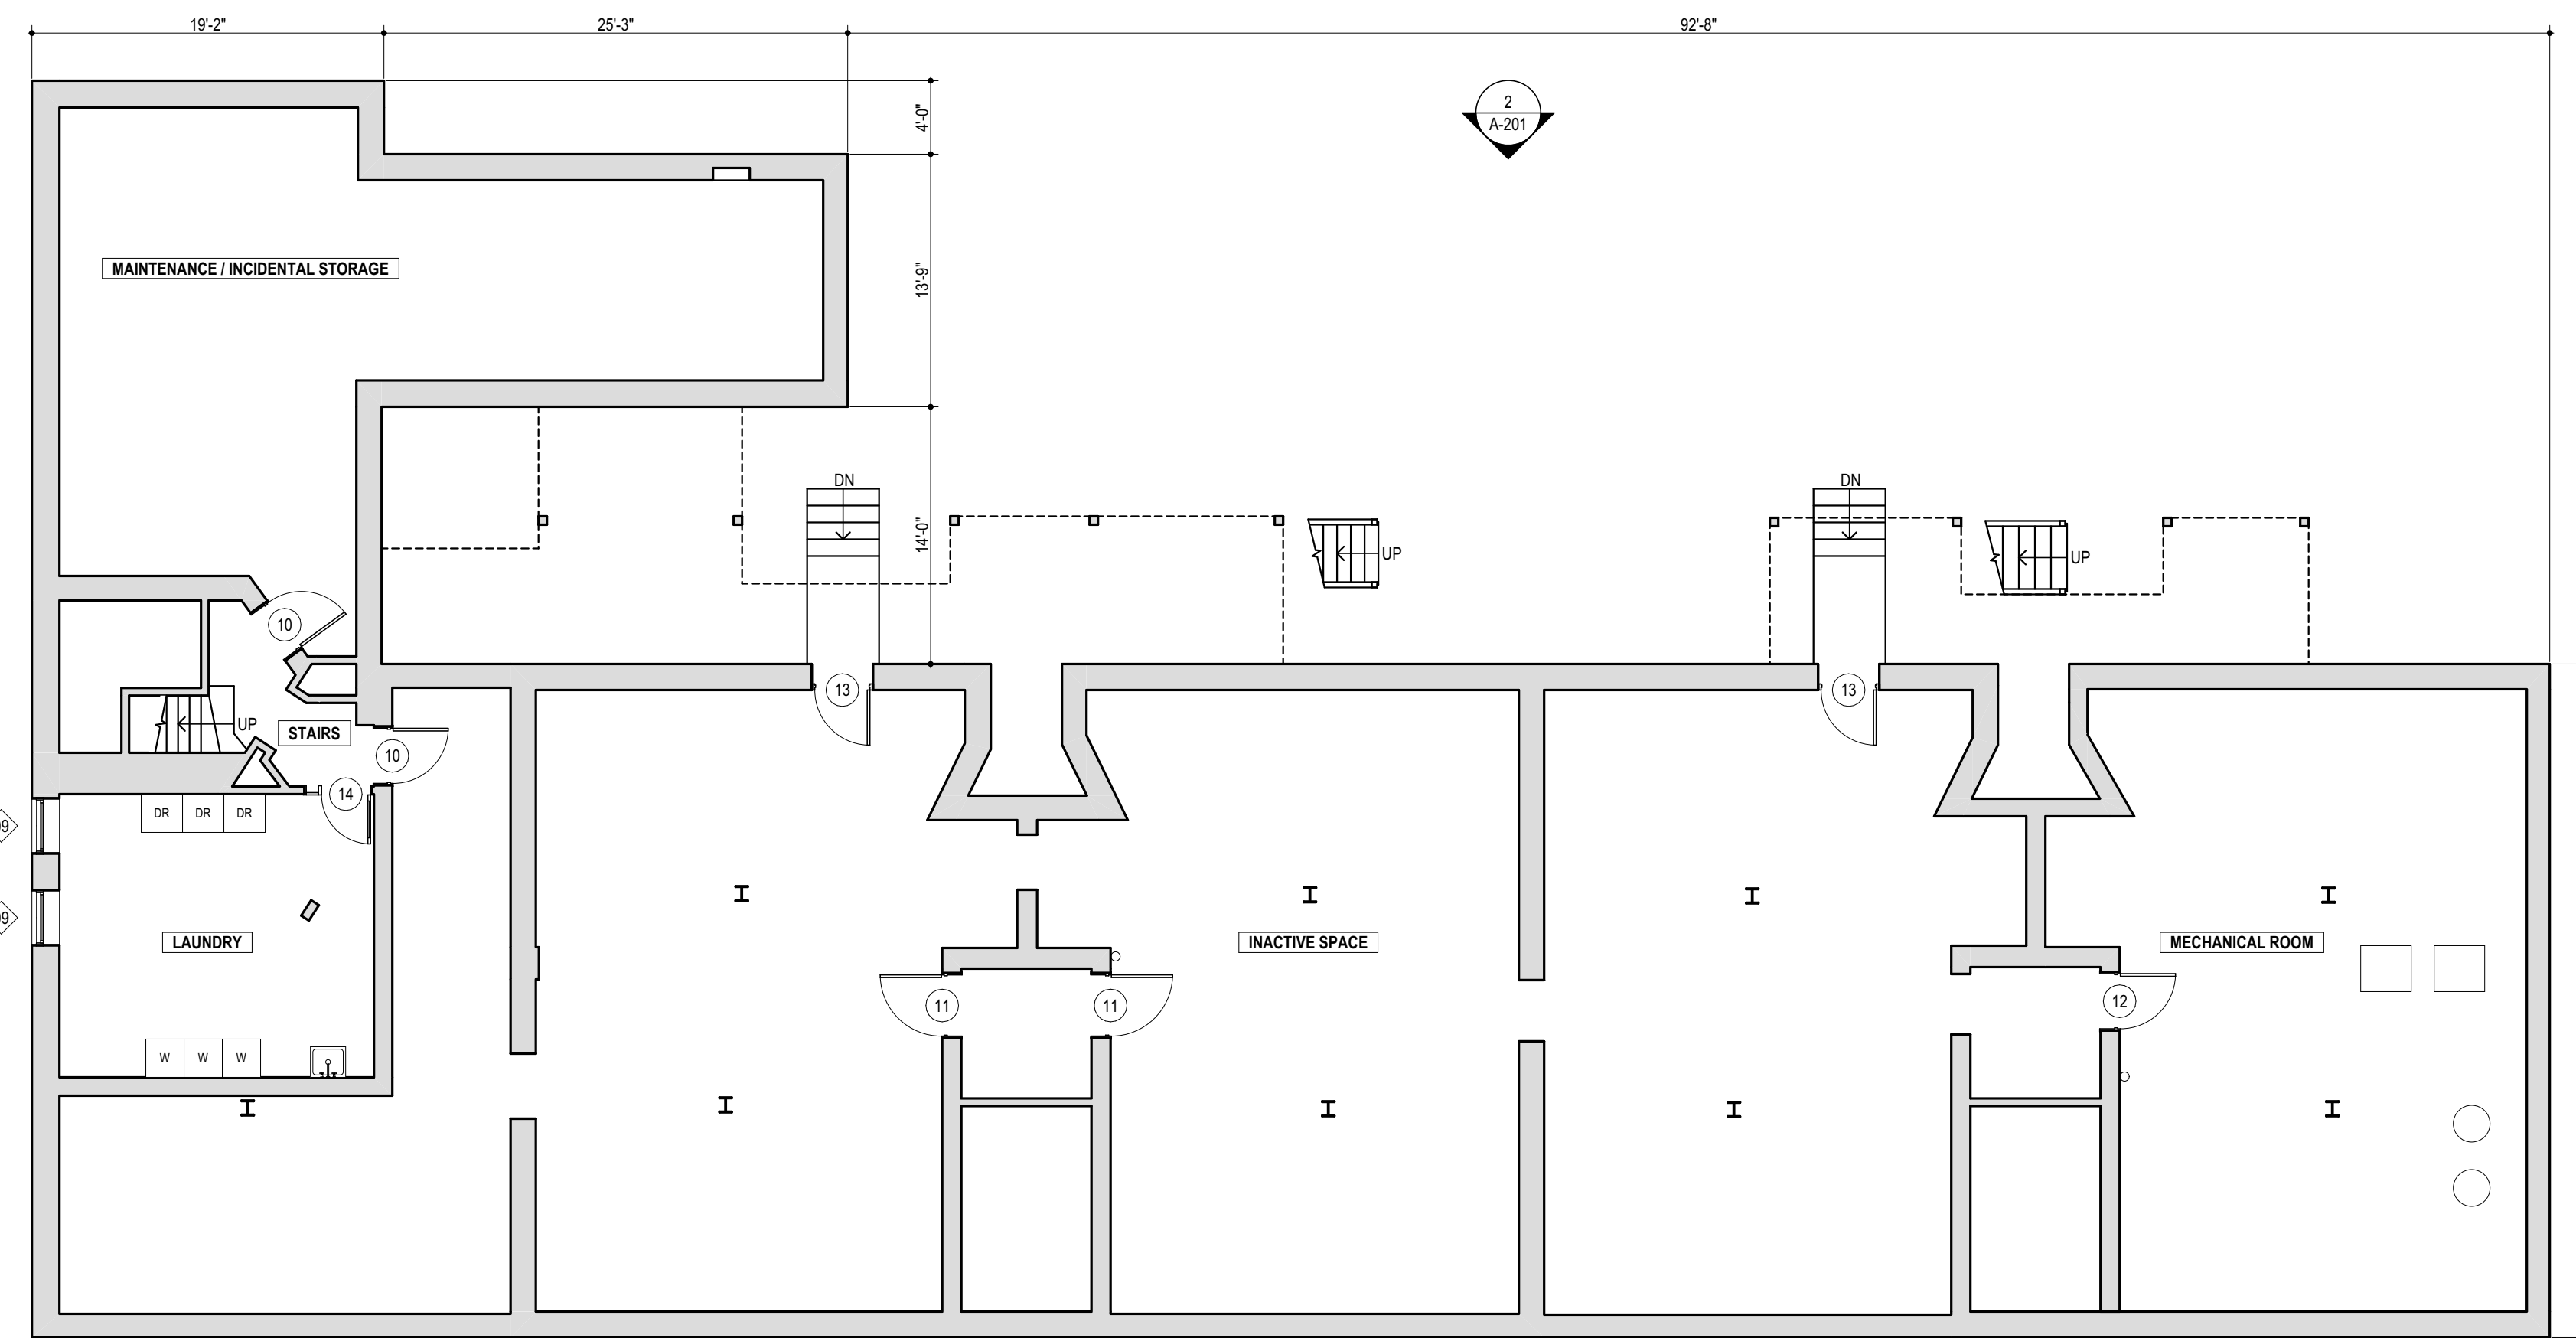 19'-2"
25'-3"
92'-8"
4'-0"
2
A-201
13'-9"
MAINTENANCE / INCIDENTAL STORAGE
14'-0"
DN
DN
UP
UP
10
13
13
UP
STAIRS
10
14
DR
DR
DR
LAUNDRY
INACTIVE SPACE
MECHANICAL ROOM
11
11
12
W
W
W